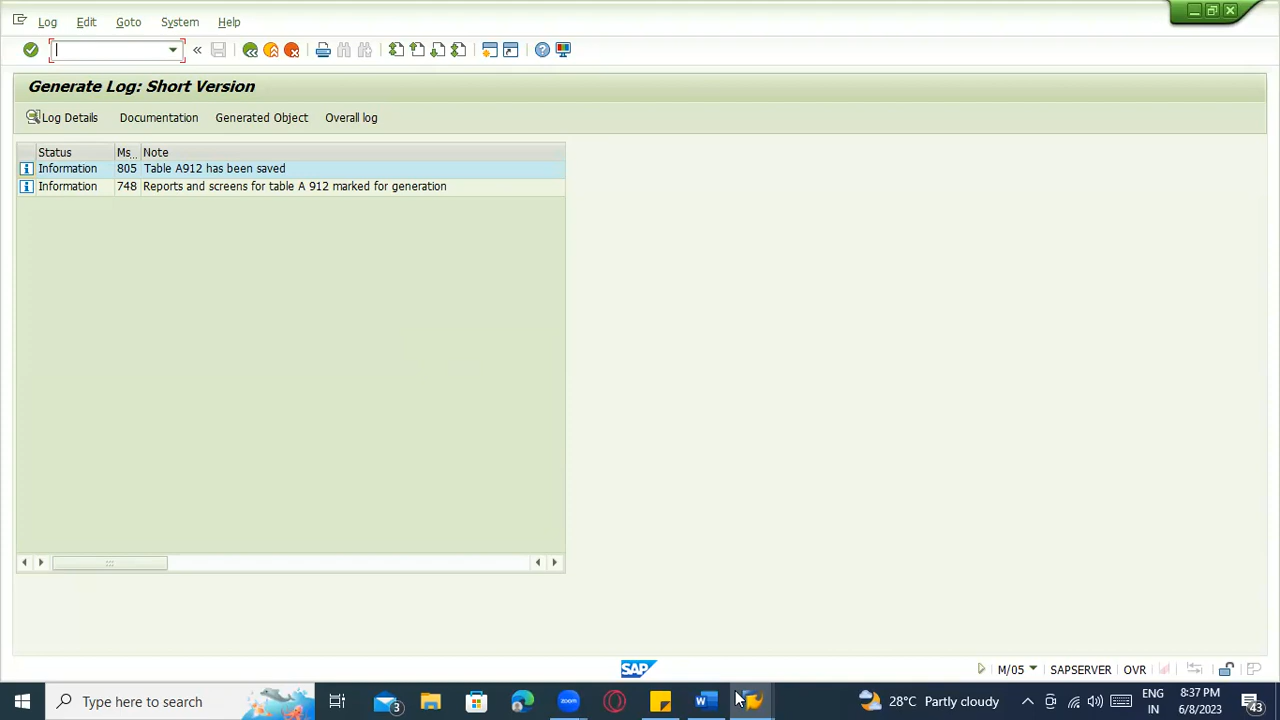 Log Edit Goto System Help
Generate Log: Short Version
Log Details Documentation Generated Object Overall log
Status Ms.. Note
Information 805 Table A912 has been saved
Information 748 Reports and screens for table A 912 marked for generation
SAP M/05 SAPSERVER OVR
Type here to search 3 zoom W 28°C Partly cloudy ENG IN 8:37 PM 6/8/2023 43